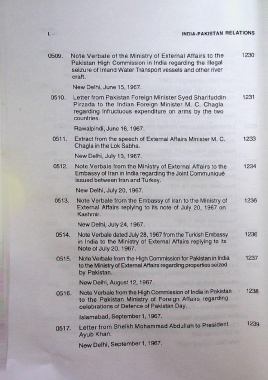 INDIA-PAKISTAN RELATIONS
0509. Note Verbale of the Ministry of External Affairs to the 1230
Pakistan High Commission in India regarding the illegal
seizure of Inland Water Transport vessels and other river
craft.
New Delhi, June 15, 1967.
0510. Letter from Pakistan Foreign Minister Syed Sharifuddin 1231
Pirzada to the Indian Foreign Minister M. C. Chagla
regarding infructuous expenditure on arms by the two
countries.
Rawalpindi, June 16, 1967.
0511. Extract from the speech of External Affairs Minister M. C. 1233
Chagla in the Lok Sabha.
New Delhi, July 15, 1967.
0512. Note Verbale from the Ministry of External Affairs to the 1234
Embassy of Iran in India regarding the Joint Communiqué
issued between Iran and Turkey.
New Delhi, July 20, 1967.
0513. Note Verbale from the Embassy of Iran to the Ministry of 1236
External Affairs replying to its note of July 20, 1967 on
Kashmir.
New Delhi, July 24, 1967.
0514. Note Verbale dated July 28, 1967 from the Turkish Embassy 1236
in India to the Ministry of External Affairs replying to its
Note of July 20, 1967.
0515. Note Verbale from the High Commission for Pakistan in India 1237
to the Ministry of External Affairs regarding properties seized
by Pakistan.
New Delhi, August 12, 1967.
0516. Note Verbale from the High Commission of India in Pakistan 1238
to the Pakistan Ministry of Foreign Affairs regarding
celebrations of Defence of Pakistan Day.
Islamabad, September 1, 1967.
0517. Letter from Sheikh Mohammad Abdullah to President 1239
Ayub Khan.
New Delhi, September 1, 1967.